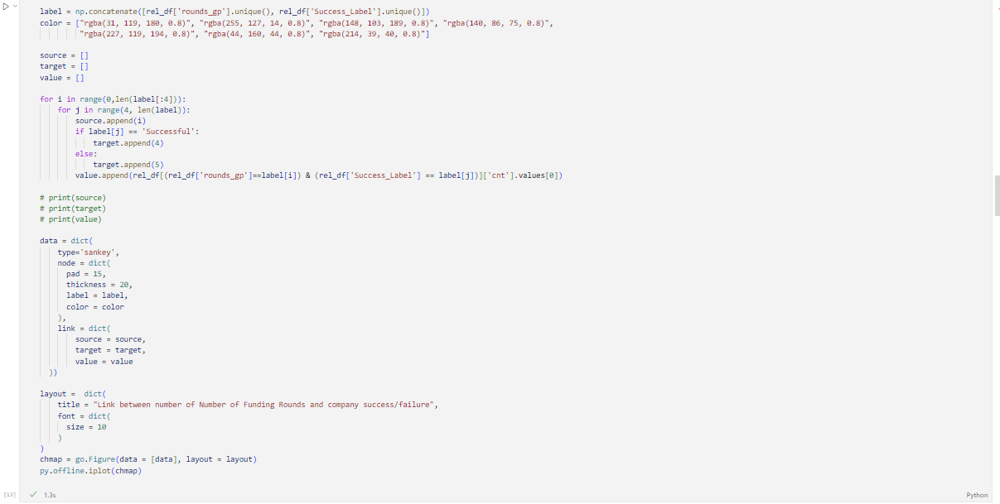 label = np.concatenate([rel_df['rounds_gp'].unique(), rel_df['Success_Label'].unique()])
color = ["rgba(31, 119, 180, 0.8)", "rgba(255, 127, 14, 0.8)", "rgba(148, 103, 189, 0.8)", "rgba(140, 86, 75, 0.8)",
"rgba(227, 119, 194, 0.8)", "rgba(44, 160, 44, 0.8)", "rgba(214, 39, 40, 0.8)"]
source = []
target = []
value = []
for i in range(0,len(label[:4])):
for j in range(4, len(label)):
source.append(i)
if label[j] == 'Successful':
target.append(4)
else:
target.append(5)
value.append(rel_df[(rel_df['rounds_gp']==label[i]) & (rel_df['Success_Label'] == label[j])]['cnt'].values[0])
# print(source)
# print(target)
# print(value)
data = dict(
type='sankey',
node = dict(
pad = 15,
thickness = 20,
label = label,
color = color
),
link = dict(
source = source,
target = target,
value = value
))
layout =  dict(
title = "Link between number of Number of Funding Rounds and company success/failure",
font = dict(
size = 10
)
)
chmap = go.Figure(data = [data], layout = layout)
py.offline.iplot(chmap)
[13] 1.3s Python